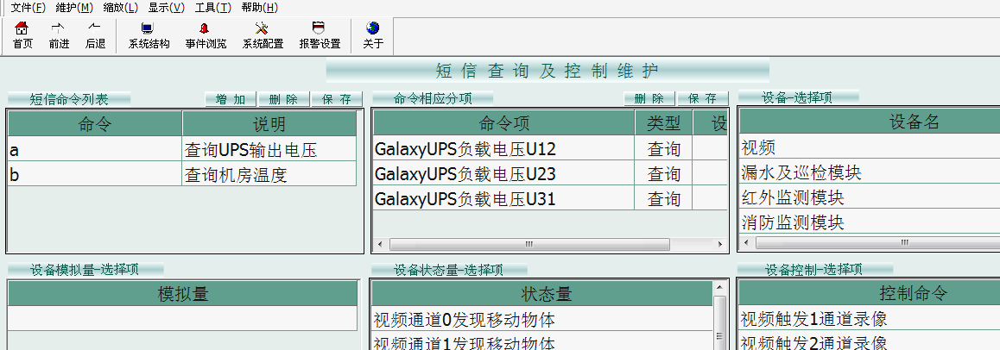 文件(F) 维护(M) 缩放(L) 显示(V) 工具(T) 帮助(H)
首页 前进 后退 系统结构 事件浏览 系统配置 报警设置 关于
短信查询及控制维护
短信命令列表 增加 删除 保存
命令 说明
a 查询UPS输出电压
b 查询机房温度
命令相应分项 删除 保存
命令项 类型 设
GalaxyUPS负载电压U12 查询
GalaxyUPS负载电压U23 查询
GalaxyUPS负载电压U31 查询
设备-选择项
设备名
视频
漏水及巡检模块
红外监测模块
消防监测模块
设备模拟量-选择项
模拟量
设备状态量-选择项
状态量
视频通道0发现移动物体
视频通道1发现移动物体
设备控制-选择项
控制命令
视频触发1通道录像
视频触发2通道录像